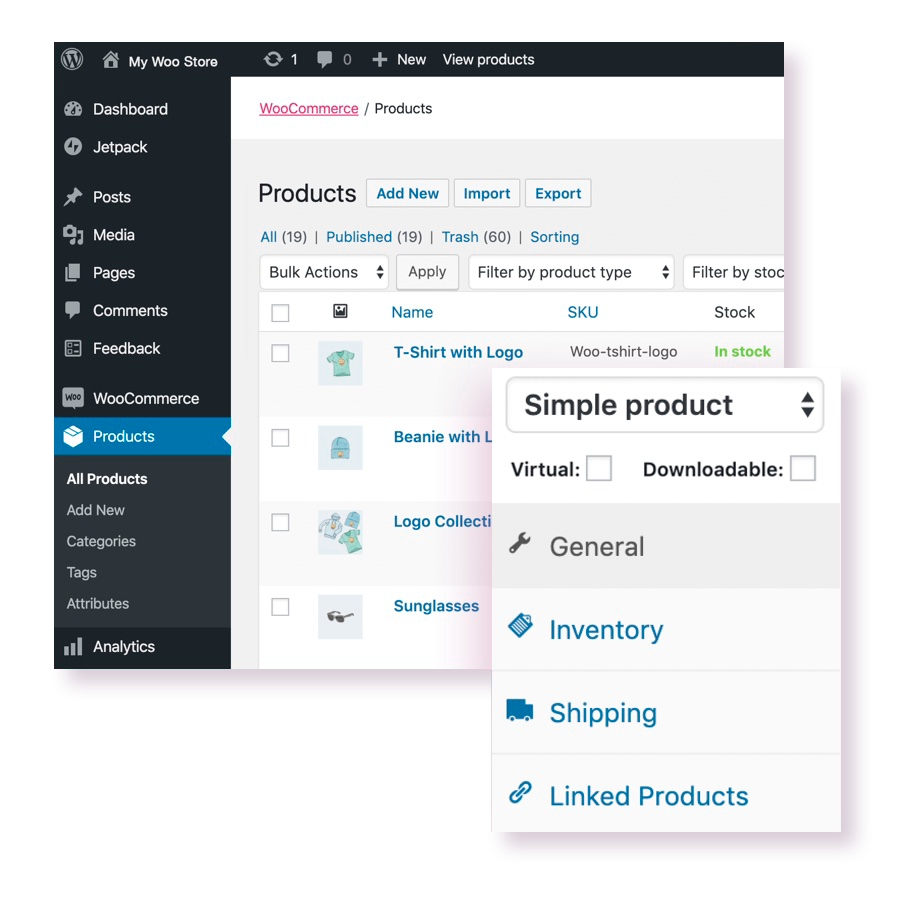 My Woo Store 1 0 New View products
Dashboard
Jetpack
Posts
Media
Pages
Comments
Feedback
WOO WooCommerce
Products
All Products
Add New
Categories
Tags
Attributes
Analytics
WooCommerce / Products
Products Add New Import Export
All (19) | Published (19) | Trash (60) | Sorting
Bulk Actions Apply Filter by product type Filter by stoc
Name SKU Stock
T-Shirt with Logo Woo-tshirt-logo In stock
Beanie with L
Logo Collecti
Sunglasses
Simple product
Virtual: Downloadable:
General
Inventory
Shipping
Linked Products